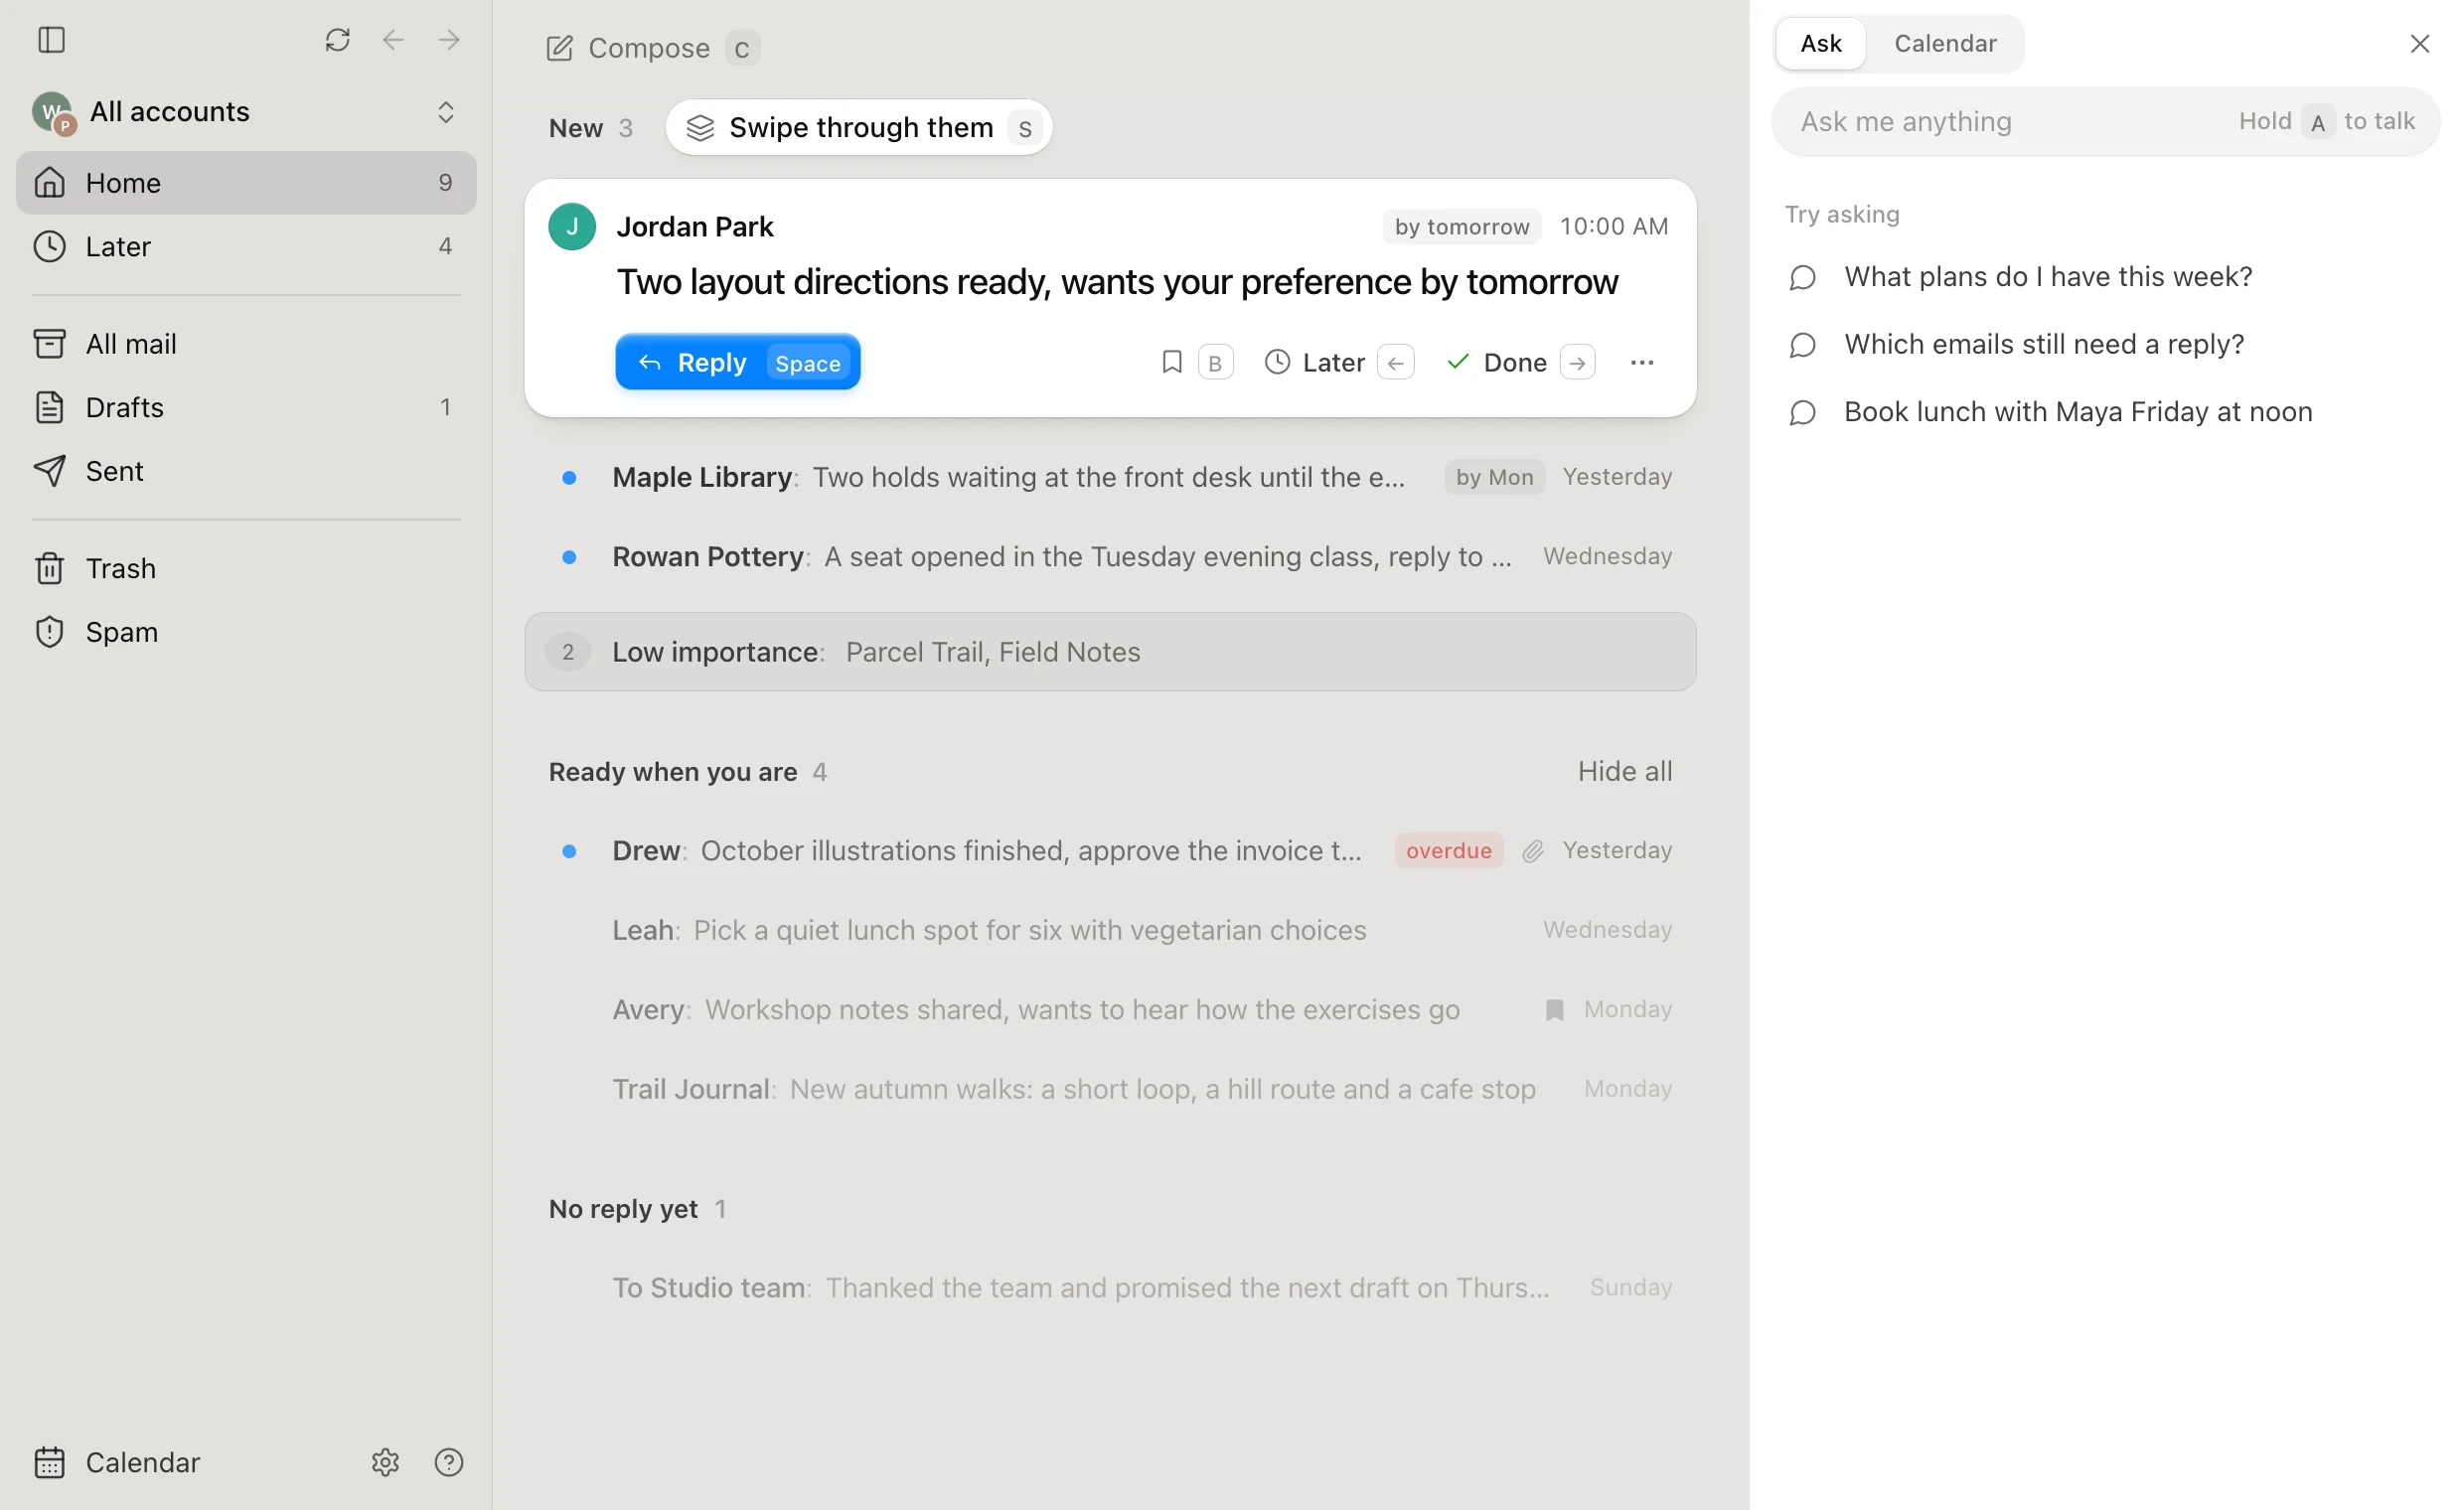 W
P
All accounts
Home 9
Later 4
All mail
Drafts 1
Sent
Trash
Spam
Calendar
Compose C
New 3 Swipe through them S
J Jordan Park by tomorrow 10:00 AM
Two layout directions ready, wants your preference by tomorrow
Reply Space B Later Done
Maple Library: Two holds waiting at the front desk until the e... by Mon Yesterday
Rowan Pottery: A seat opened in the Tuesday evening class, reply to ... Wednesday
2 Low importance: Parcel Trail, Field Notes
Ready when you are 4 Hide all
Drew: October illustrations finished, approve the invoice t... overdue Yesterday
Leah: Pick a quiet lunch spot for six with vegetarian choices Wednesday
Avery: Workshop notes shared, wants to hear how the exercises go Monday
Trail Journal: New autumn walks: a short loop, a hill route and a cafe stop Monday
No reply yet 1
To Studio team: Thanked the team and promised the next draft on Thurs... Sunday
Ask Calendar
Ask me anything Hold A to talk
Try asking
What plans do I have this week?
Which emails still need a reply?
Book lunch with Maya Friday at noon